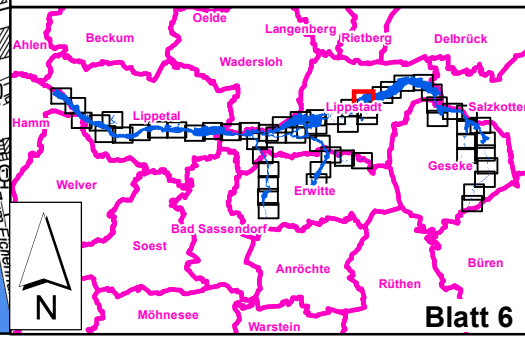 Oelde
Langenberg
Rietberg
Delbrück
Beckum
Ahlen
Wadersloh
Lippstadt
Salzkotten
Lippetal
Hamm
Geseke
Welver
Erwitte
Bad Sassendorf
Soest
Anröchte
Büren
Rüthen
Möhnesee
Warstein
Blatt 6
N